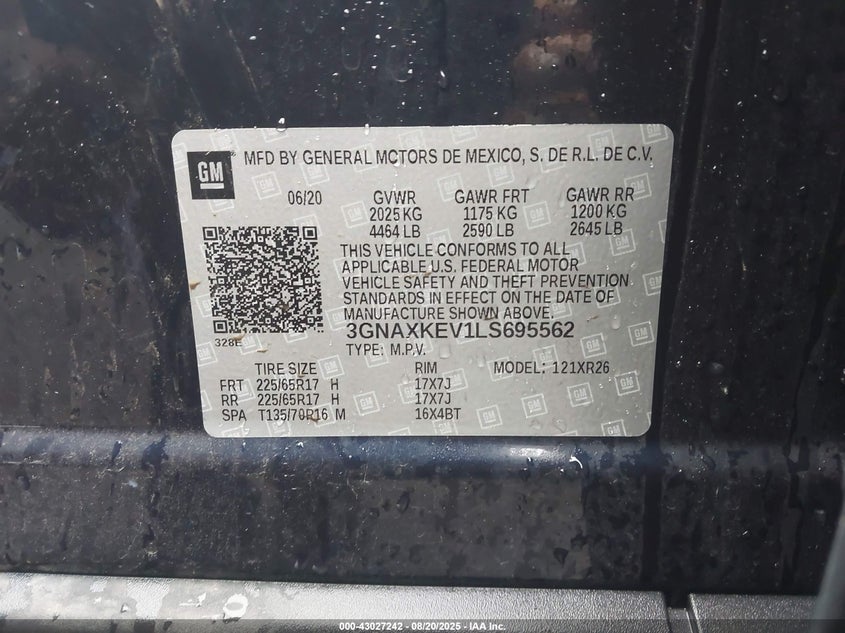 GM
MFD BY GENERAL MOTORS DE MEXICO, S. DE R.L. DE C.V.
06/20 GVWR GAWR FRT GAWR RR
2025 KG 1175 KG 1200 KG
4464 LB 2590 LB 2645 LB
THIS VEHICLE CONFORMS TO ALL
APPLICABLE U.S. FEDERAL MOTOR
VEHICLE SAFETY AND THEFT PREVENTION
STANDARDS IN EFFECT ON THE DATE OF
MANUFACTURE SHOWN ABOVE.
328E
3GNAXKEV1LS695562
TYPE: M.P.V.
TIRE SIZE RIM MODEL: 121XR26
FRT 225/65R17 H 17X7J
RR 225/65R17 H 17X7J
SPA T135/70R16 M 16X4BT
000-43027242 — 08/20/2025 — IAA Inc.